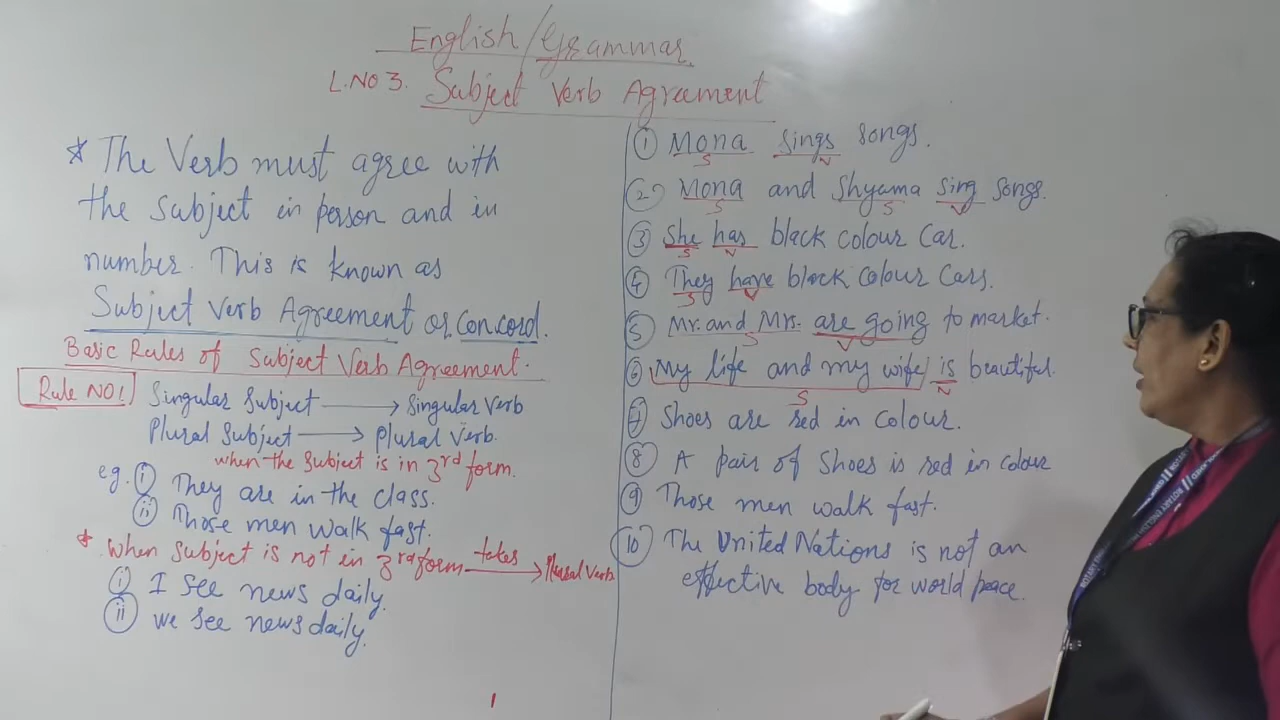 English/Grammar
L.NO 3. Subject Verb Agreement
* The Verb must agree with
the Subject in person and in
number. This is known as
Subject Verb Agreement or Concord.
Basic Rules of Subject Verb Agreement.
Rule NO1 Singular Subject → Singular Verb
Plural Subject → Plural Verb.
when the Subject is in 3rd form.
eg. i They are in the class.
ii Those men walk fast.
* When Subject is not in 3rd form takes → Plural Verb
i I see news daily.
ii we see news daily.
1 Mona sings songs.
S V
2 Mona and Shyama sing songs.
S S V
3 She has black colour Car.
S V
4 They have black colour Cars.
S V
5 Mr. and Mrs. are going to market.
S V
6 My life and my wife is beautiful.
S V
7 Shoes are red in colour.
8 A pair of Shoes is red in colour
9 Those men walk fast.
10 The United Nations is not an
effective body for world peace.